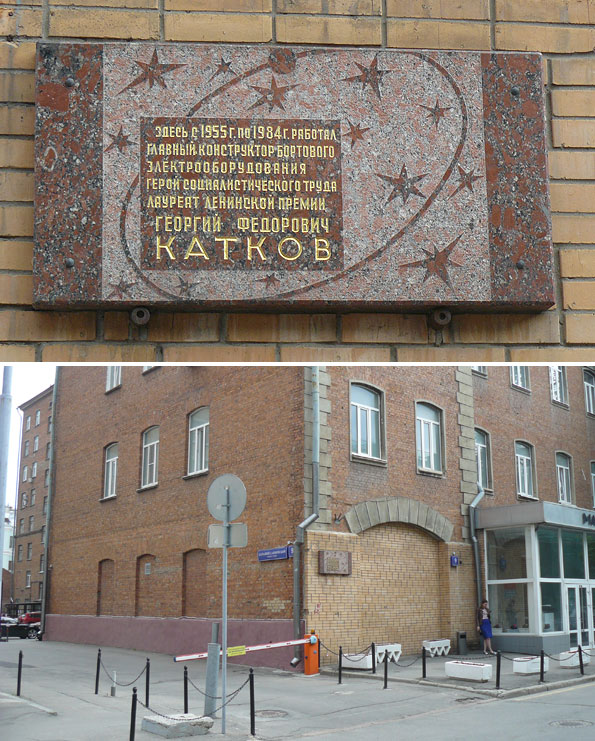 ЗДЕСЬ С 1955 Г. ПО 1984 Г. РАБОТАЛ
ГЛАВНЫЙ КОНСТРУКТОР БОРТОВОГО
ЭЛЕКТРООБОРУДОВАНИЯ
ГЕРОЙ СОЦИАЛИСТИЧЕСКОГО ТРУДА
ЛАУРЕАТ ЛЕНИНСКОЙ ПРЕМИИ
ГЕОРГИЙ ФЕДОРОВИЧ
КАТКОВ